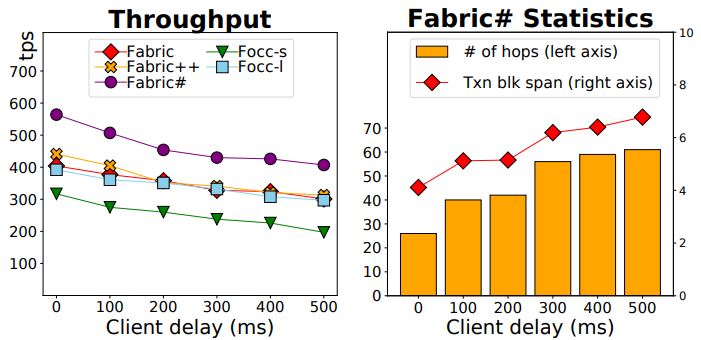 Throughput
tps
Fabric
Fabric++
Fabric#
Focc-s
Focc-l
700
600
500
400
300
200
100
0 100 200 300 400 500
Client delay (ms)
Fabric# Statistics
# of hops (left axis)
Txn blk span (right axis)
70
60
50
40
30
20
10
0
10
8
6
4
2
0
0 100 200 300 400 500
Client delay (ms)